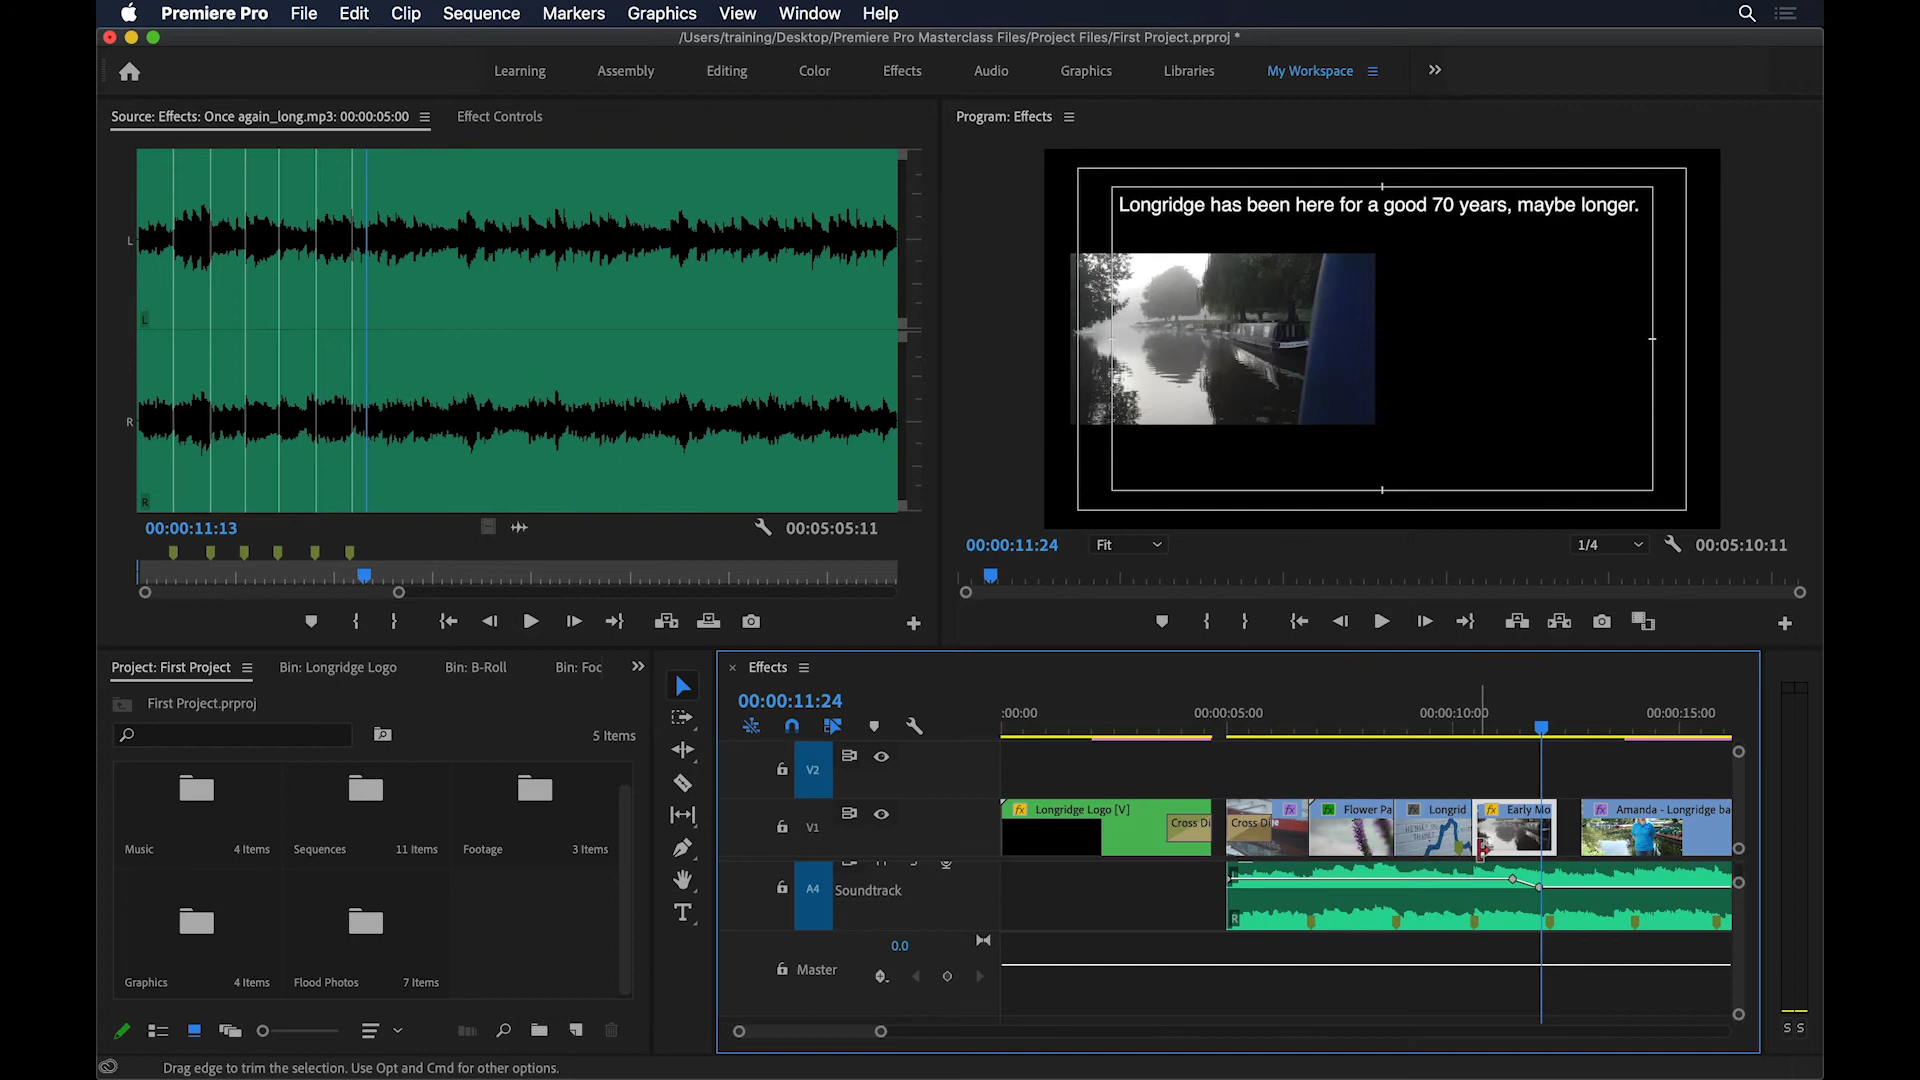 Premiere Pro File Edit Clip Sequence Markers Graphics View Window Help
/Users/training/Desktop/Premiere Pro Masterclass Files/Project Files/First Project.prproj *
Learning Assembly Editing Color Effects Audio Graphics Libraries My Workspace
Source: Effects: Once again_long.mp3: 00:00:05:00 Effect Controls
Program: Effects
Longridge has been here for a good 70 years, maybe longer.
L
L
R
R
00:00:11:13 00:05:05:11
00:00:11:24 Fit 1/4 00:05:10:11
Project: First Project Bin: Longridge Logo Bin: B-Roll Bin: Foc
First Project.prproj
5 Items
Music 4 Items Sequences 11 Items Footage 3 Items
Graphics 4 Items Flood Photos 7 Items
Effects
00:00:11:24
:00:00 00:00:05:00 00:00:10:00 00:00:15:00
V2
V1
fx Longridge Logo [V] Cross Di Cross Di fx fx Flower Pa fx Longrid fx Early Mo fx Amanda - Longridge ba
A4 Soundtrack
R
0.0
Master
S S
Drag edge to trim the selection. Use Opt and Cmd for other options.